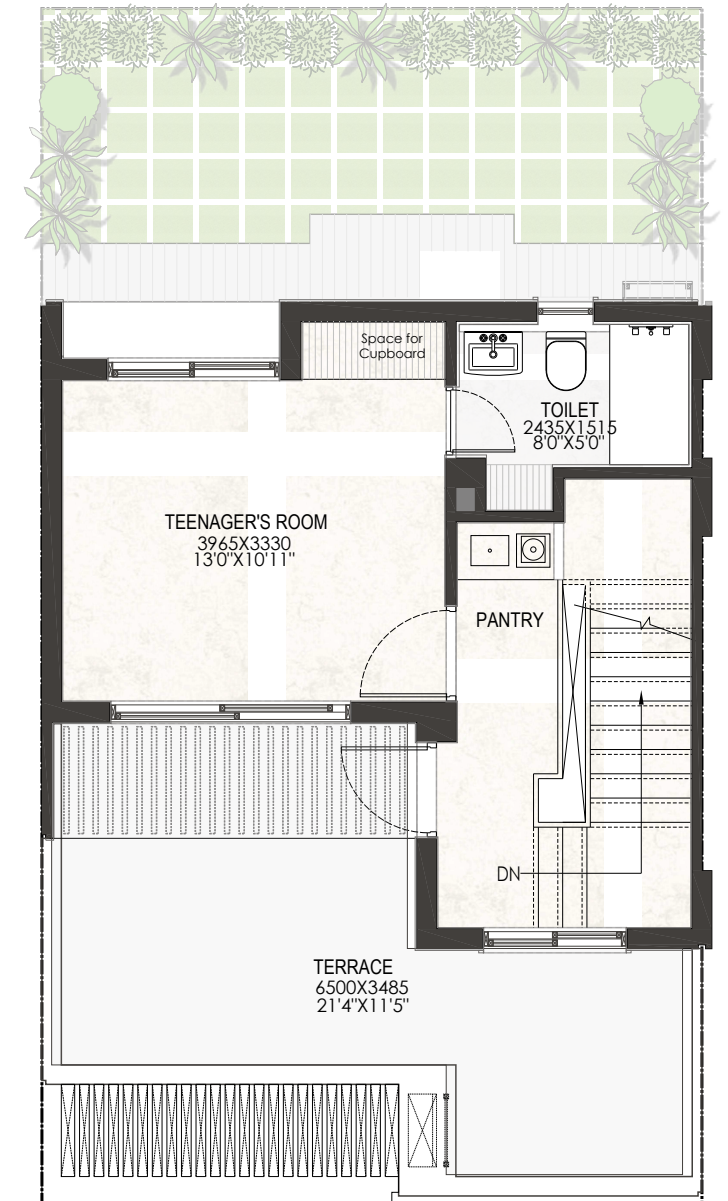 Space for
Cupboard
TOILET
2435X1515
8'0"X5'0"
TEENAGER'S ROOM
3965X3330
13'0"X10'11"
PANTRY
DN
TERRACE
6500X3485
21'4"X11'5"